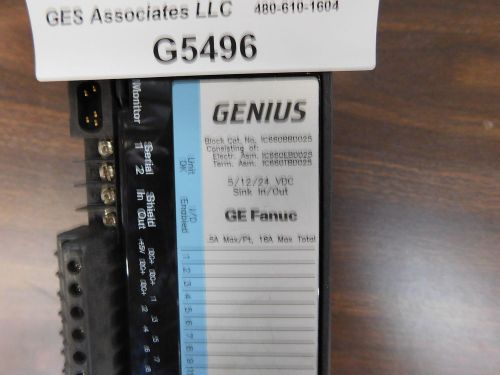 GES Associates LLC 480-610-1604
G5496
Monitor
Serial
1 2
Shield
In/Out
GENIUS
Block Cat. No. IC660BBD025
Consisting of:
Electr. Asm. IC660EBD025
Term. Asm. IC660TBD025
5/12/24 VDC
Sink In/Out
GE Fanuc
.5A Max/Pt, 16A Max Total
Unit OK
I/O Enabled
1
2
3
4
5
6
7
8
9